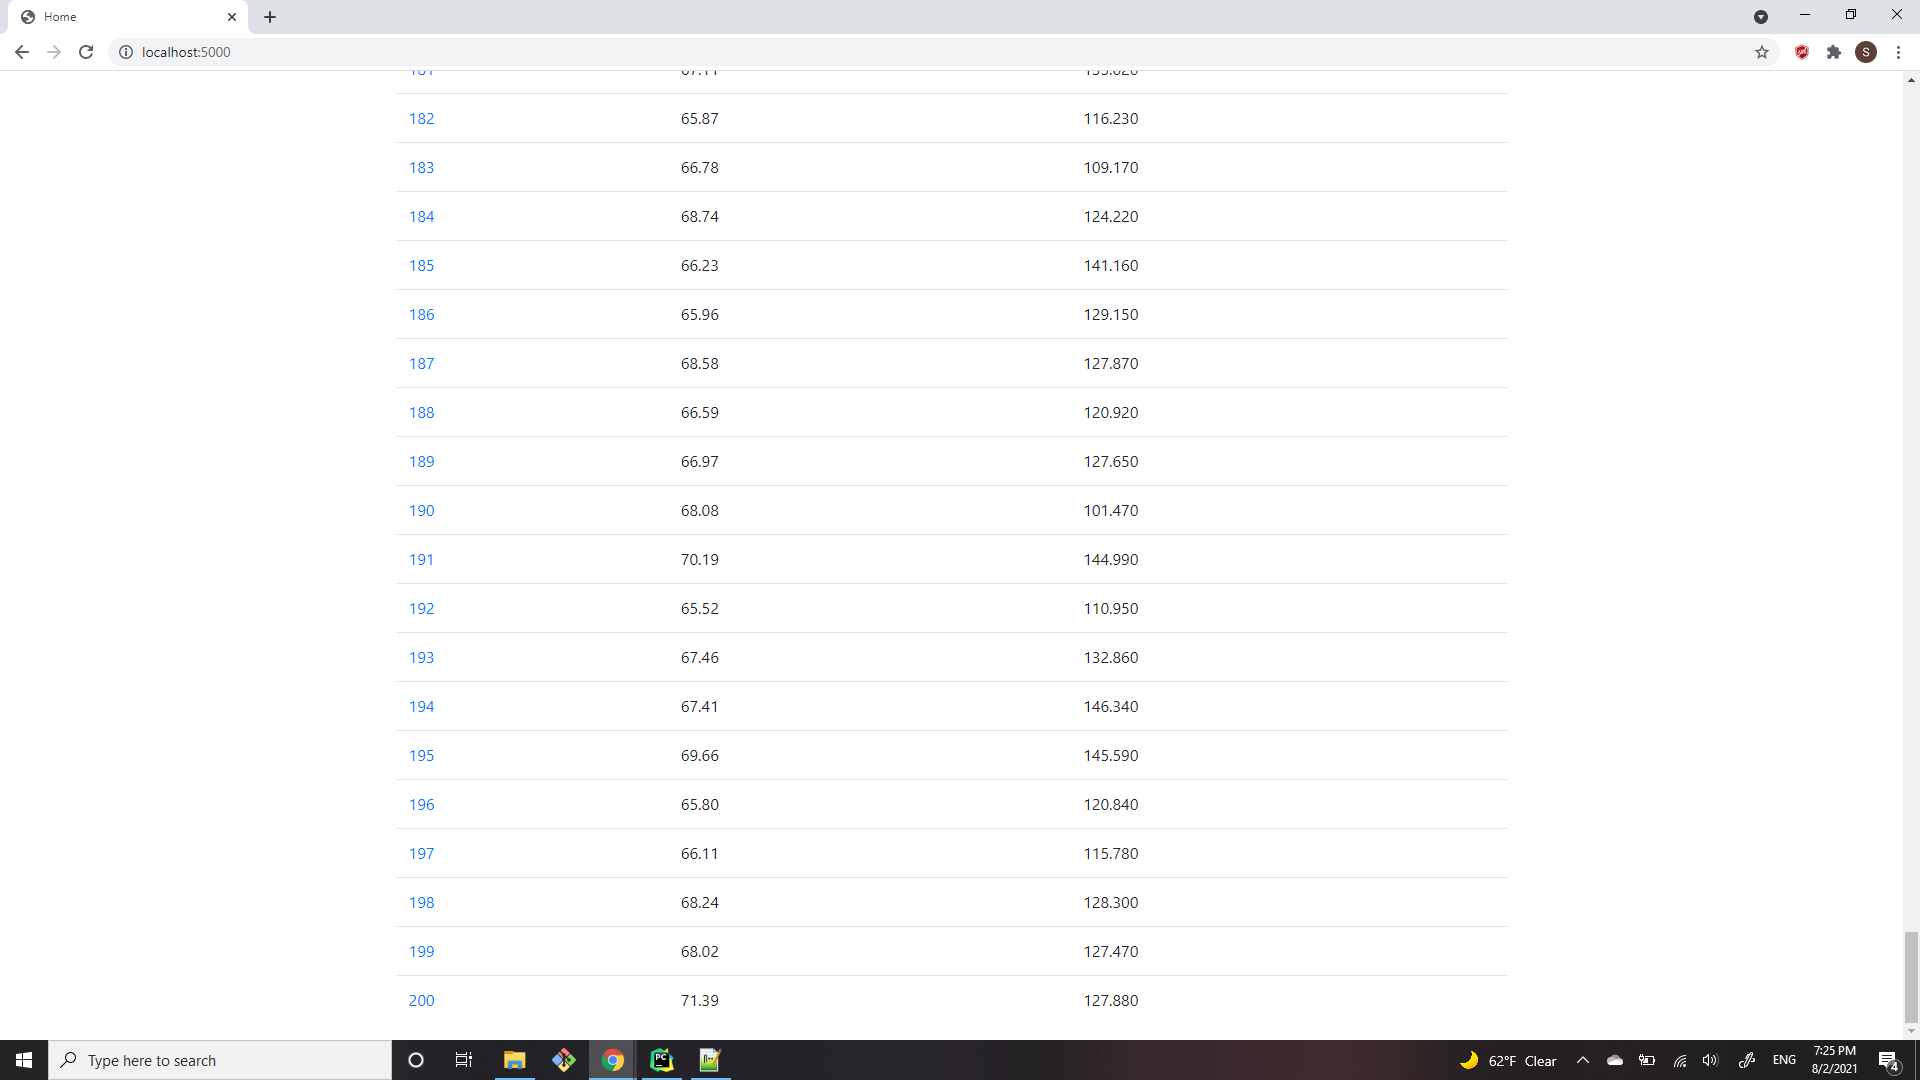 Home
localhost:5000
S
182 65.87 116.230
183 66.78 109.170
184 68.74 124.220
185 66.23 141.160
186 65.96 129.150
187 68.58 127.870
188 66.59 120.920
189 66.97 127.650
190 68.08 101.470
191 70.19 144.990
192 65.52 110.950
193 67.46 132.860
194 67.41 146.340
195 69.66 145.590
196 65.80 120.840
197 66.11 115.780
198 68.24 128.300
199 68.02 127.470
200 71.39 127.880
Type here to search
PC
62°F Clear
ENG
7:25 PM
8/2/2021
4